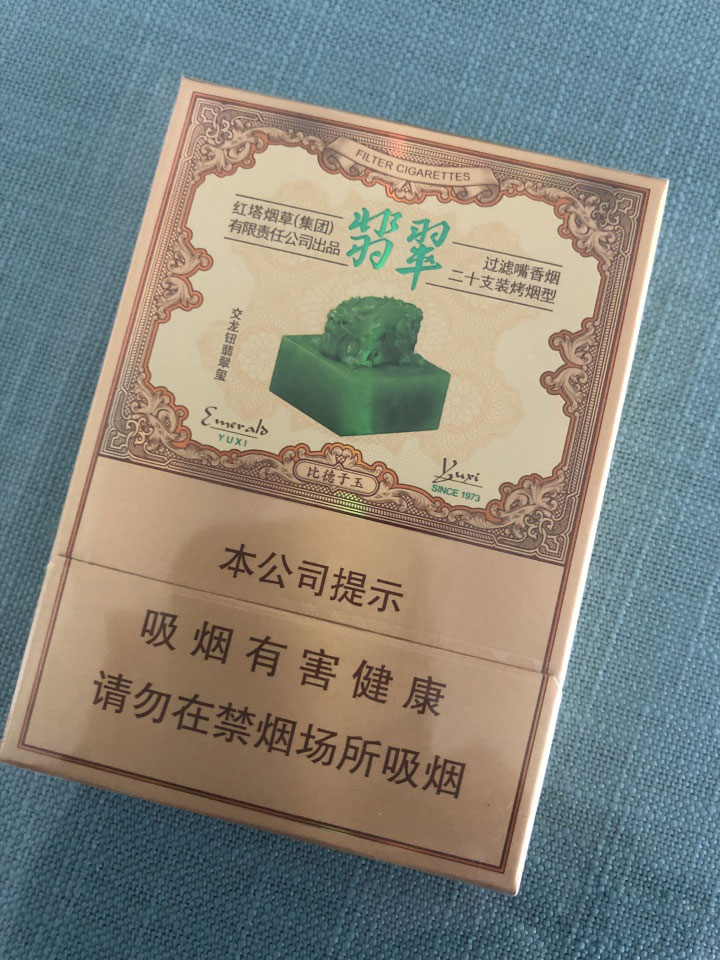 FILTER CIGARETTES
红塔烟草(集团)
有限责任公司出品
翡翠
过滤嘴香烟
二十支装烤烟型
交龙钮翡翠玺
Emerald
YUXI
比德于玉
Yuxi
SINCE 1973
本公司提示
吸烟有害健康
请勿在禁烟场所吸烟